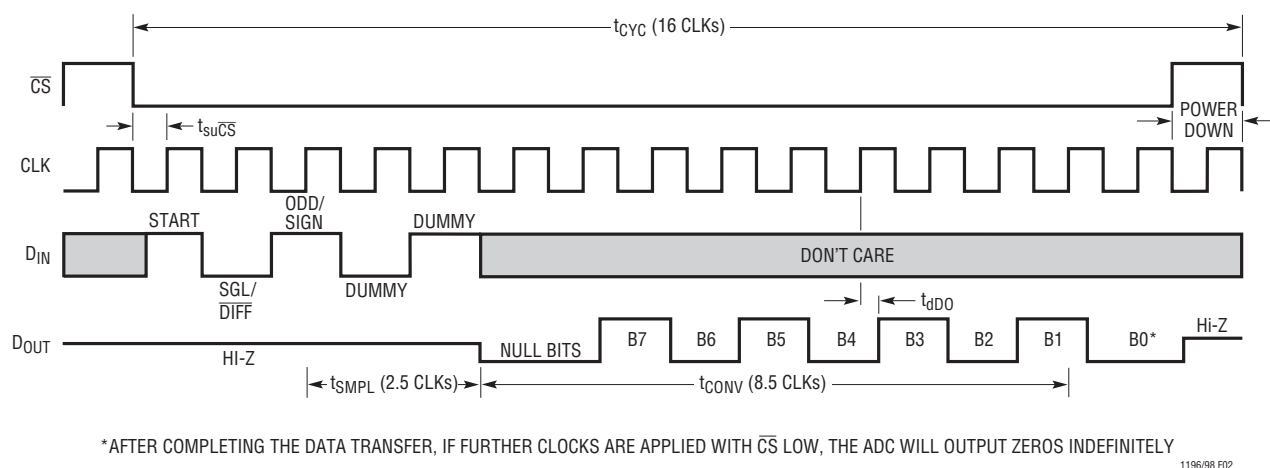 tCYC (16 CLKs)
CS
POWER
DOWN
tsuCS
CLK
ODD/
SIGN
START
DUMMY
DIN
DON'T CARE
SGL/
DIFF
DUMMY
tdDO
DOUT
HI-Z
NULL BITS
B7
B6
B5
B4
B3
B2
B1
B0*
Hi-Z
tSMPL (2.5 CLKs)
tCONV (8.5 CLKs)
*AFTER COMPLETING THE DATA TRANSFER, IF FURTHER CLOCKS ARE APPLIED WITH CS LOW, THE ADC WILL OUTPUT ZEROS INDEFINITELY
1196/98 F02